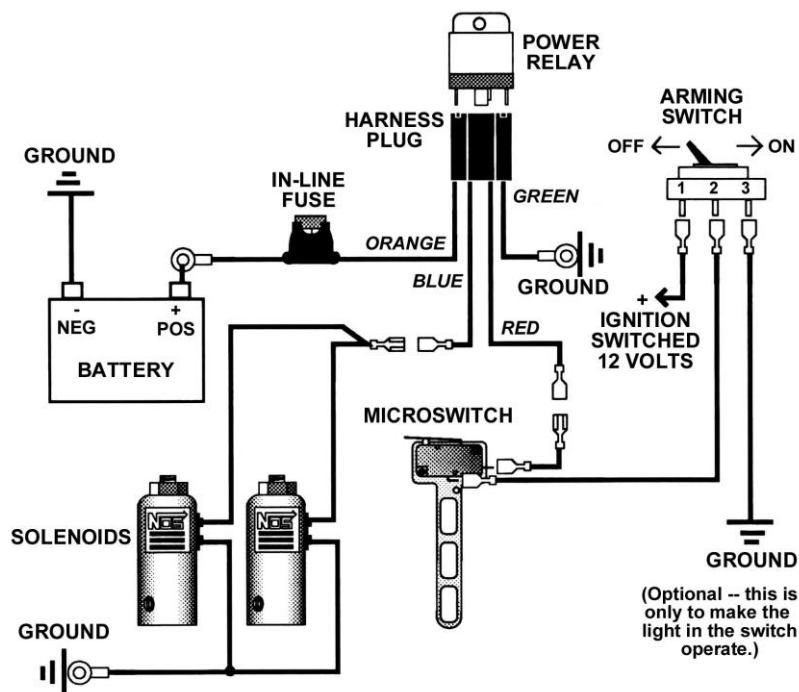 POWER
RELAY
HARNESS
PLUG
ARMING
SWITCH
OFF
ON
1 2 3
GROUND
IN-LINE
FUSE
GREEN
ORANGE
BLUE
GROUND
RED
-
NEG
+
POS
BATTERY
+
IGNITION
SWITCHED
12 VOLTS
MICROSWITCH
SOLENOIDS
NOS
NOS
GROUND
GROUND
(Optional -- this is
only to make the
light in the switch
operate.)